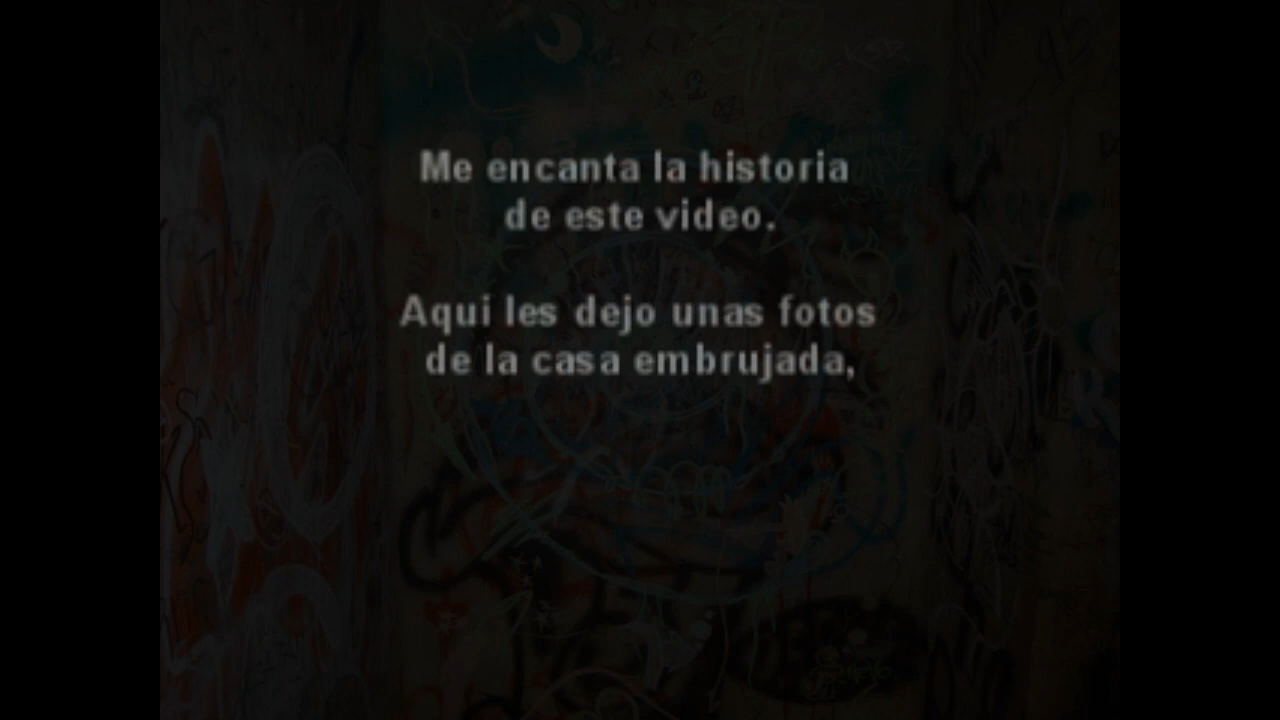 Me encanta la historia
de este video.
Aqui les dejo unas fotos
de la casa embrujada,